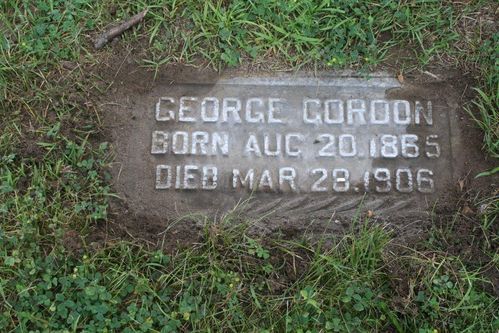 GEORGE GORDON
BORN AUG 20.1865
DIED MAR 28.1906